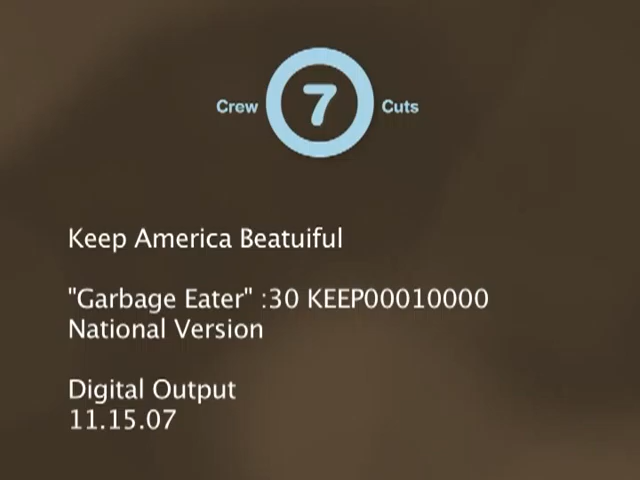 Crew 7 Cuts
Keep America Beatuiful
"Garbage Eater" :30 KEEP00010000
National Version
Digital Output
11.15.07